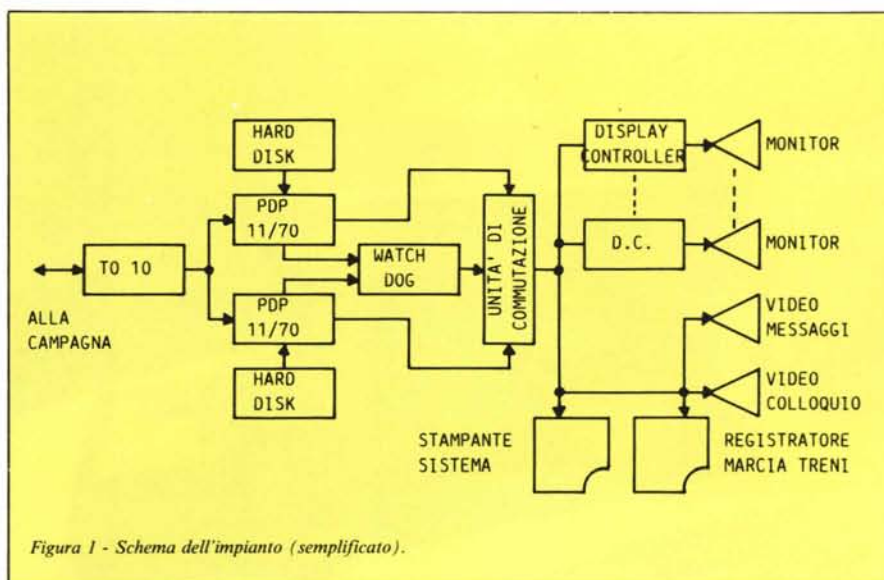 HARD
DISK
PDP
11/70
TO 10
ALLA
CAMPAGNA
WATCH
DOG
PDP
11/70
HARD
DISK
UNITA' DI
COMMUTAZIONE
DISPLAY
CONTROLLER
MONITOR
D.C.
MONITOR
VIDEO
MESSAGGI
VIDEO
COLLOQUIO
STAMPANTE
SISTEMA
REGISTRATORE
MARCIA TRENI
Figura 1 - Schema dell'impianto (semplificato).